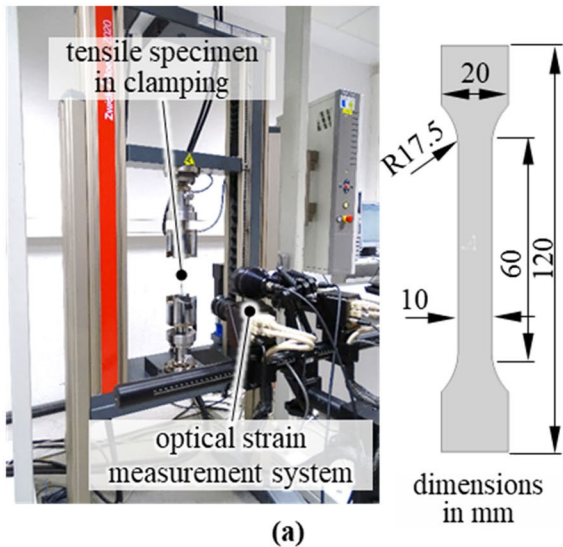 tensile specimen
in clamping
optical strain
measurement system
20
R17.5
60
120
10
dimensions
in mm
(a)